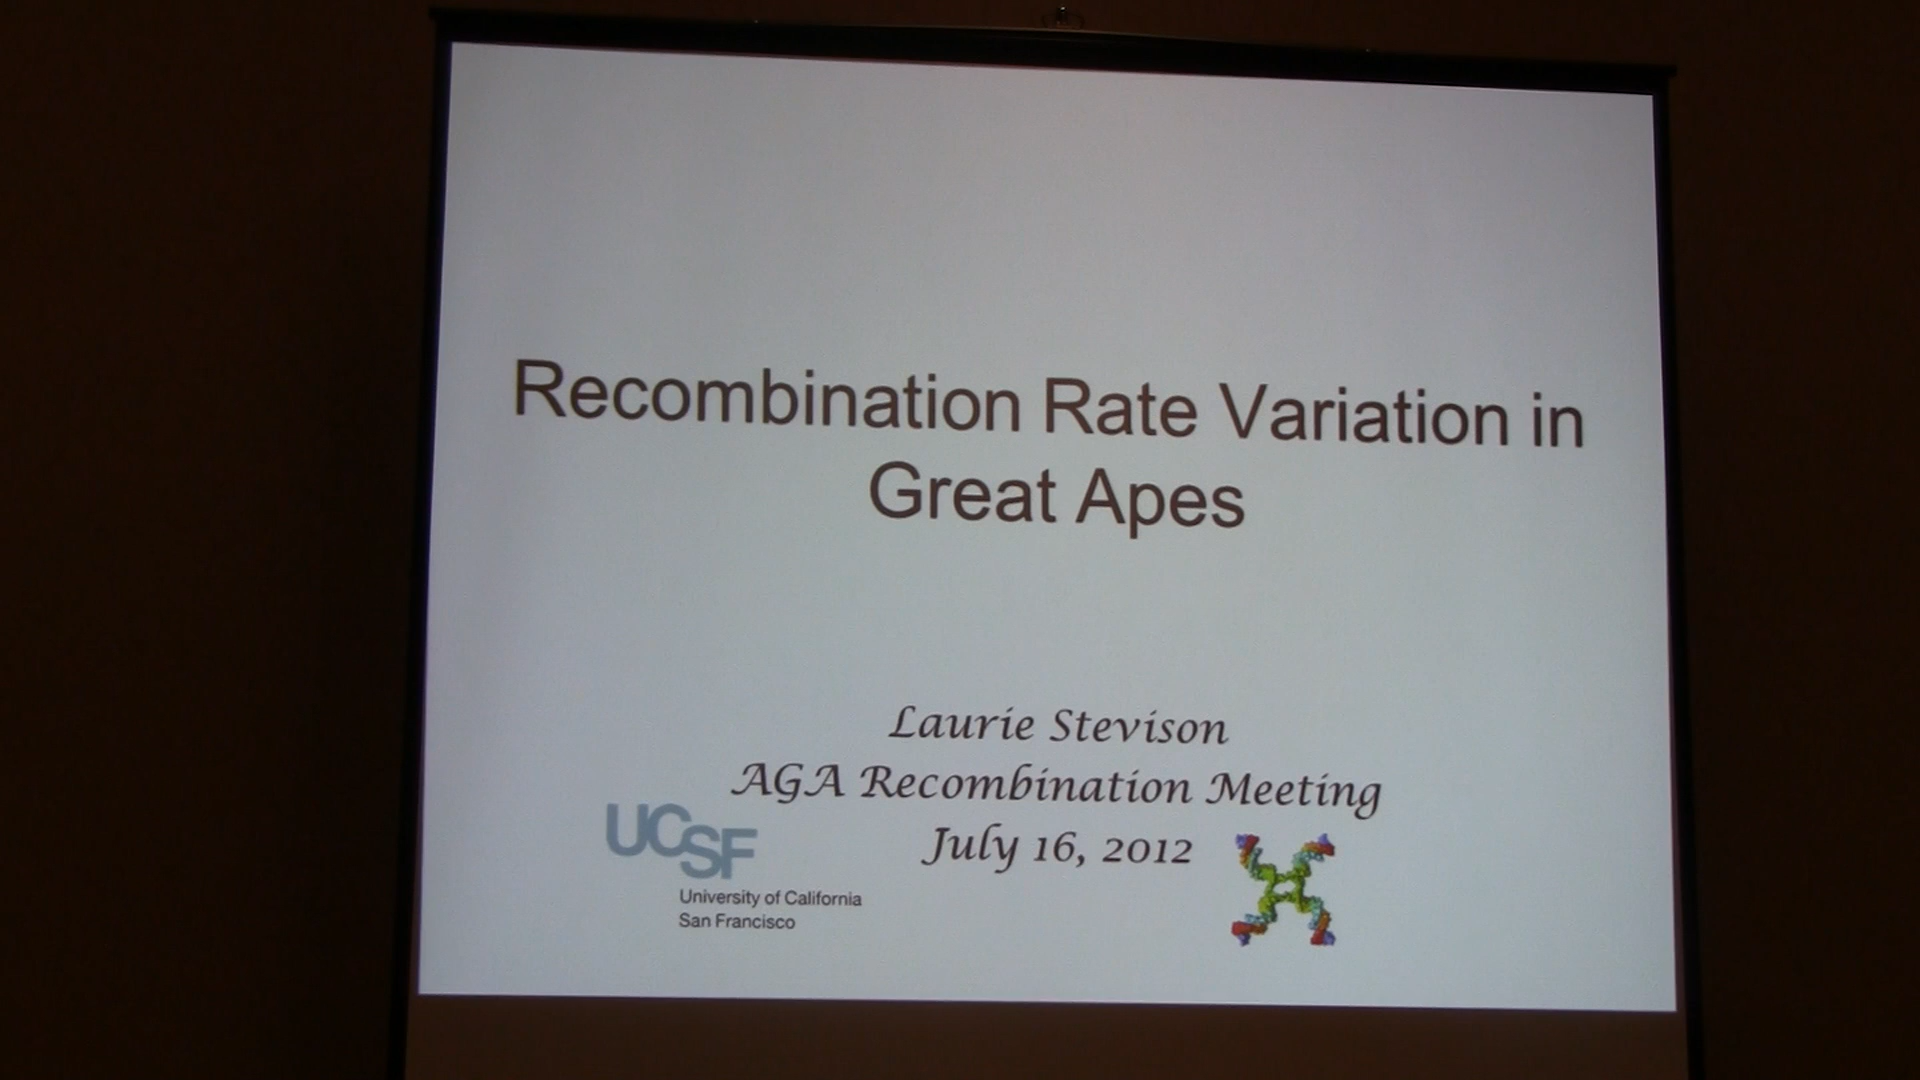 Recombination Rate Variation in
Great Apes
Laurie Stevison
AGA Recombination Meeting
July 16, 2012
UCSF
University of California
San Francisco